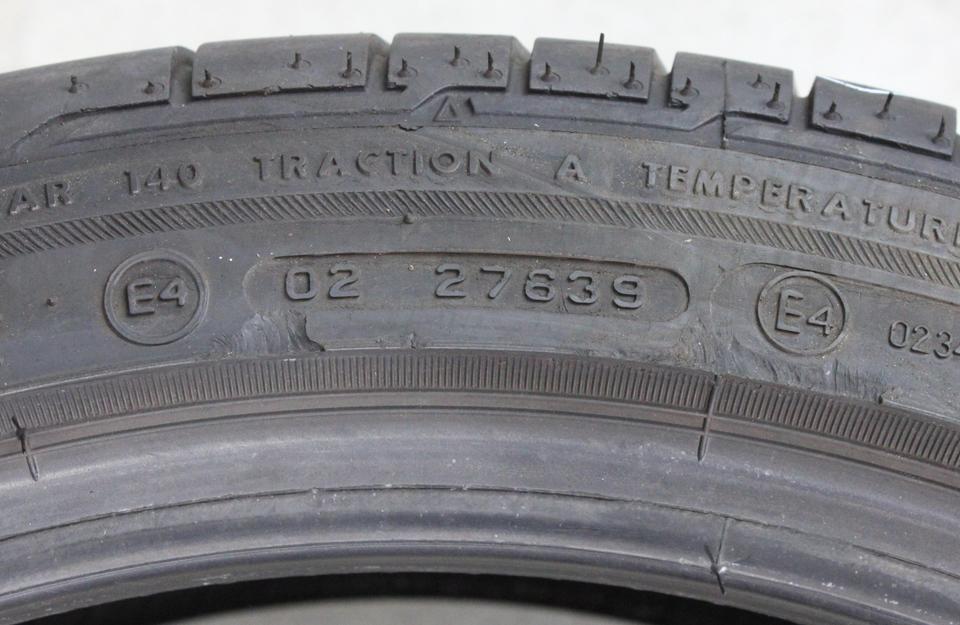 AR 140 TRACTION A TEMPERATUR
E4 02 27639 E4 0234